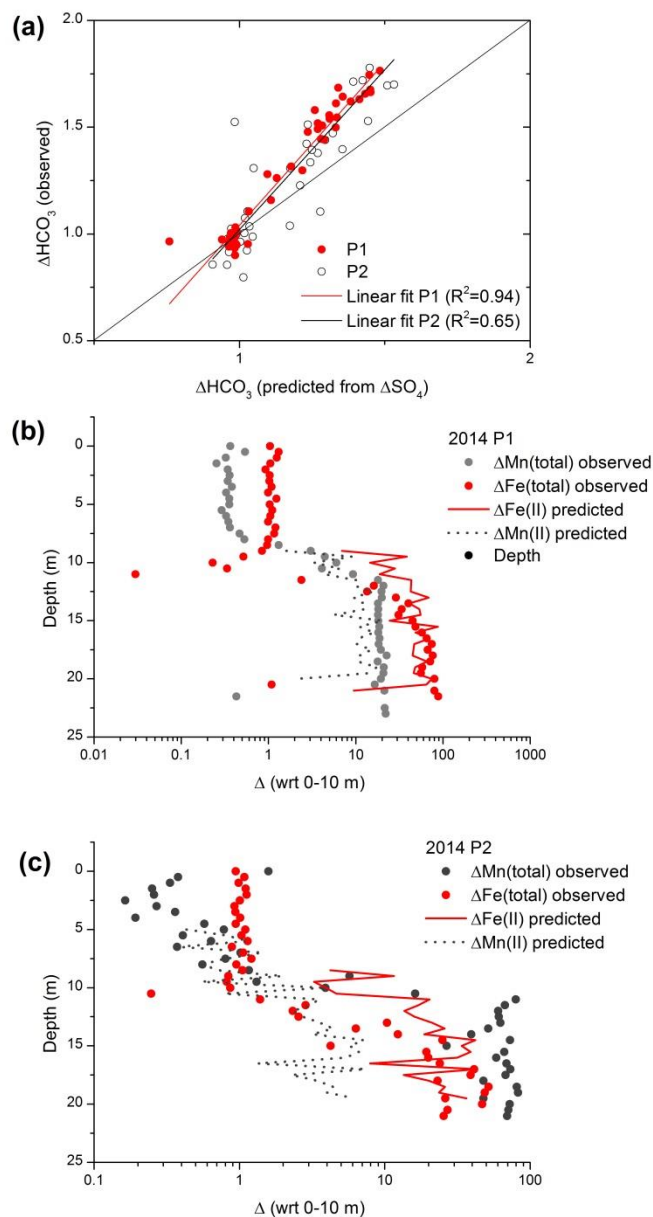 (a)
2.0
1.5
1.0
0.5
ΔHCO3 (observed)
P1
P2
Linear fit P1 (R2=0.94)
Linear fit P2 (R2=0.65)
1
2
ΔHCO3 (predicted from ΔSO4)
(b)
2014 P1
ΔMn(total) observed
ΔFe(total) observed
ΔFe(II) predicted
ΔMn(II) predicted
Depth
0
5
10
15
20
25
Depth (m)
0.01
0.1
1
10
100
1000
Δ (wrt 0-10 m)
(c)
2014 P2
ΔMn(total) observed
ΔFe(total) observed
ΔFe(II) predicted
ΔMn(II) predicted
0
5
10
15
20
25
Depth (m)
0.1
1
10
100
Δ (wrt 0-10 m)